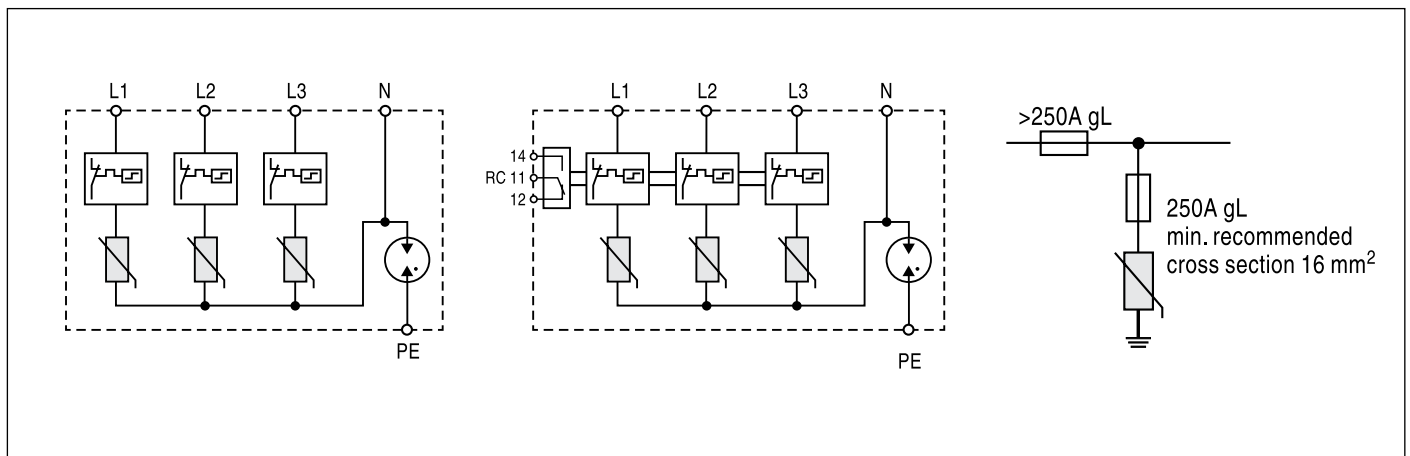 L1 L2 L3 N
PE
L1 L2 L3 N
14
RC 11
12
PE
>250A gL
250A gL
min. recommended
cross section 16 mm²